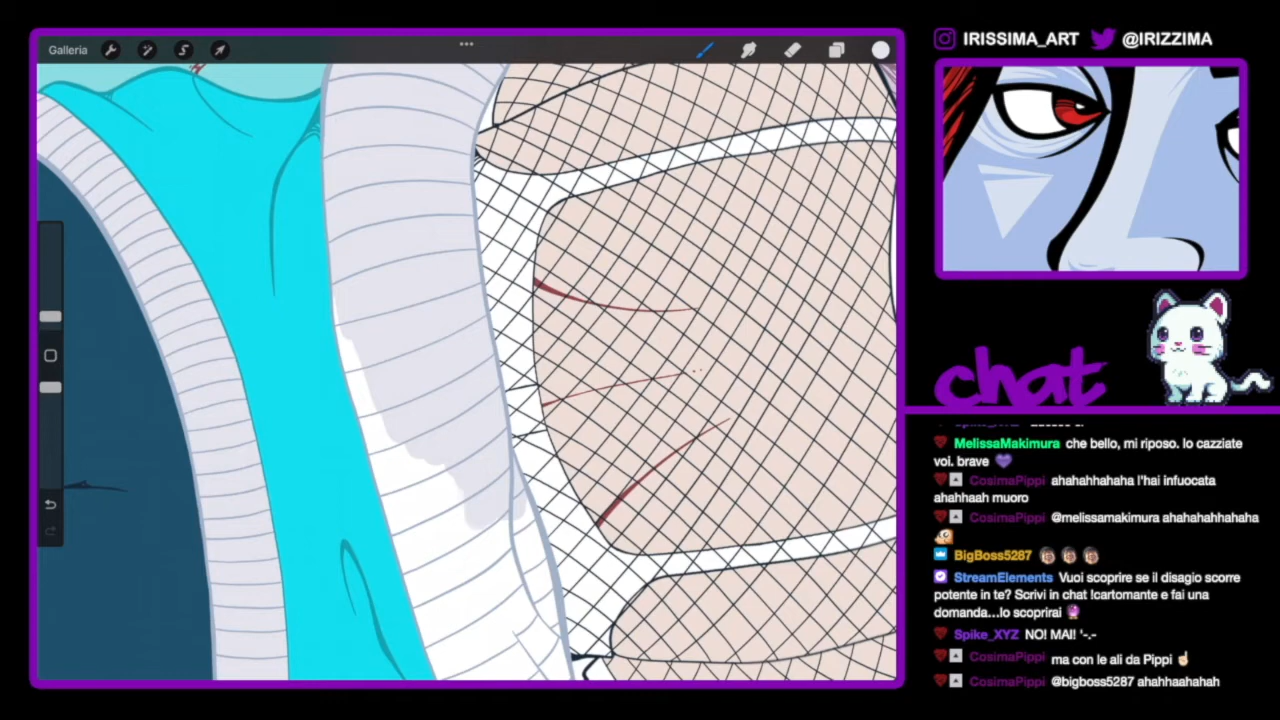 Galleria
IRISSIMA_ART @IRIZZIMA
chat
MelissaMakimura che bello, mi riposo. lo cazziate
voi. brave
CosimaPippi ahahahhahaha l'hai infuocata
ahahhaah muoro
CosimaPippi @melissamakimura ahahahahhahaha
BigBoss5287
StreamElements Vuoi scoprire se il disagio scorre
potente in te? Scrivi in chat !cartomante e fai una
domanda...lo scoprirai
Spike_XYZ NO! MAI! '-.-
CosimaPippi ma con le ali da Pippi
CosimaPippi @bigboss5287 ahahhaahahah